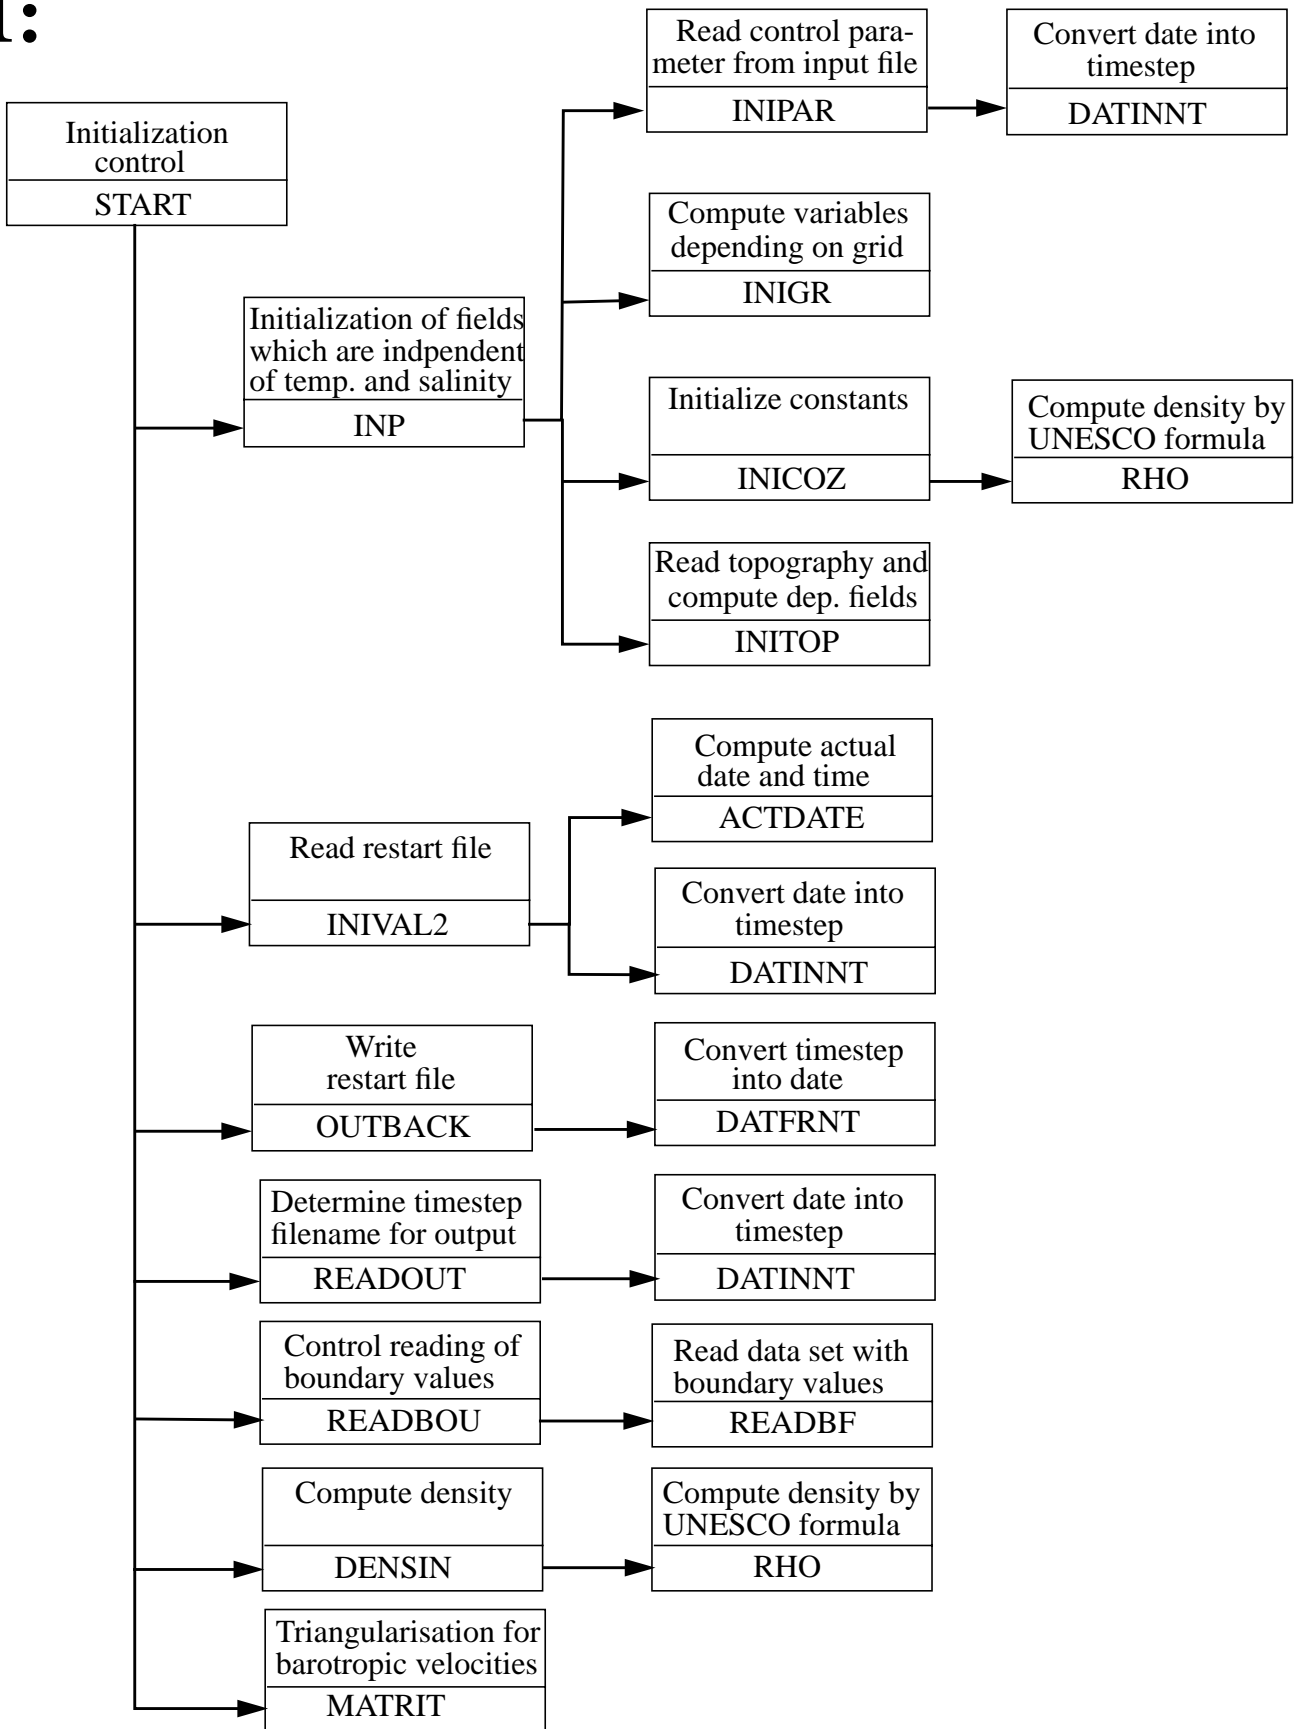 Read control para-
meter from input file
INIPAR
Convert date into
timestep
DATINNT
Initialization
control
START
Compute variables
depending on grid
INIGR
Initialization of fields
which are indpendent
of temp. and salinity
INP
Initialize constants
INICOZ
Compute density by
UNESCO formula
RHO
Read topography and
compute dep. fields
INITOP
Compute actual
date and time
ACTDATE
Read restart file
INIVAL2
Convert date into
timestep
DATINNT
Write
restart file
OUTBACK
Convert timestep
into date
DATFRNT
Determine timestep
filename for output
READOUT
Convert date into
timestep
DATINNT
Control reading of
boundary values
READBOU
Read data set with
boundary values
READBF
Compute density
DENSIN
Compute density by
UNESCO formula
RHO
Triangularisation for
barotropic velocities
MATRIT